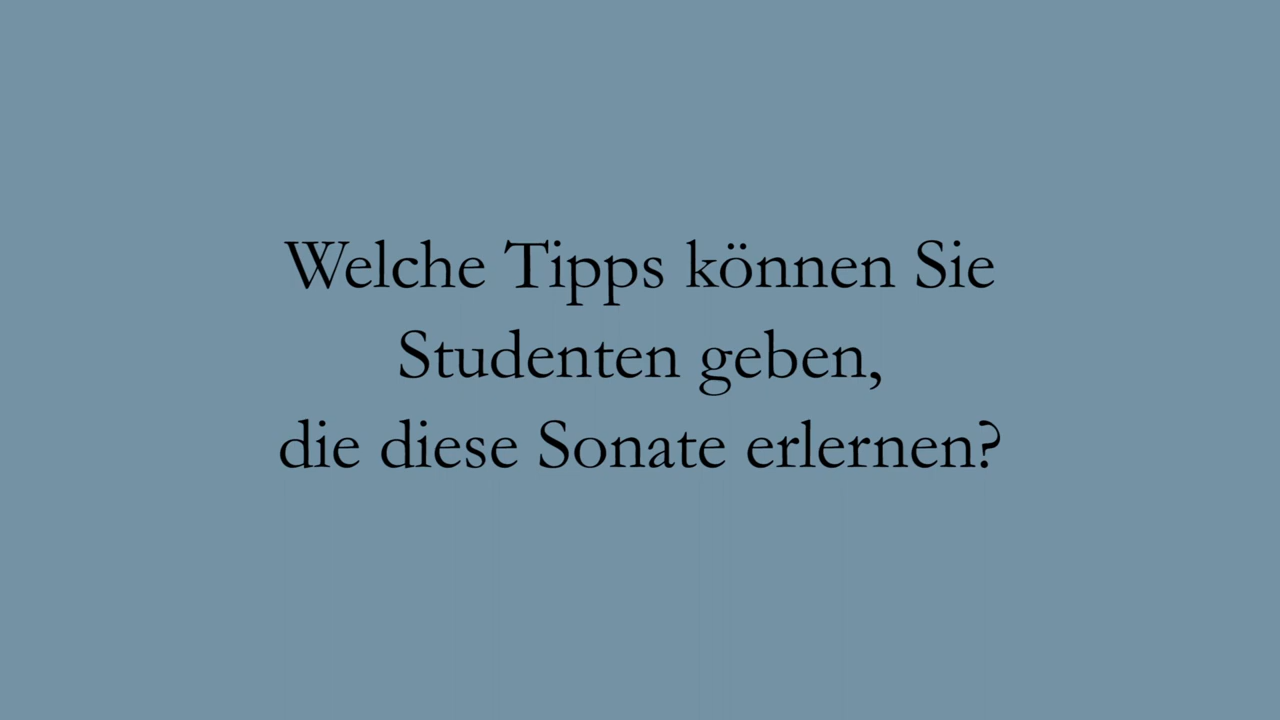 Welche Tipps können Sie
Studenten geben,
die diese Sonate erlernen?